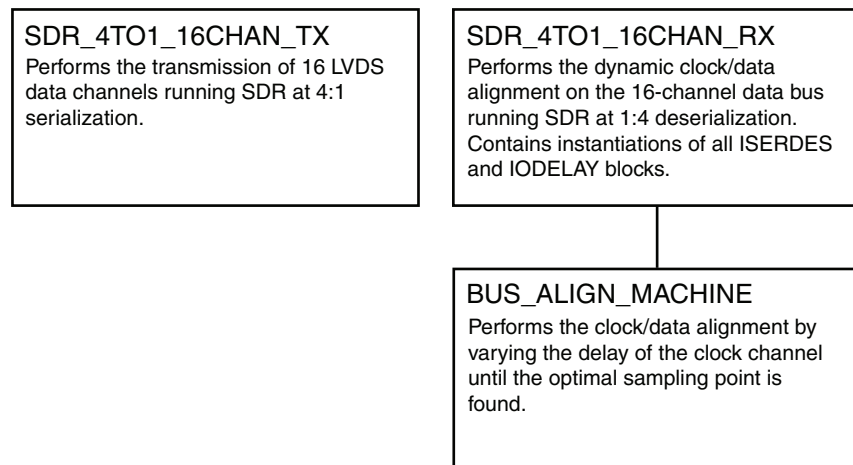 SDR_4TO1_16CHAN_TX
Performs the transmission of 16 LVDS
data channels running SDR at 4:1
serialization.
SDR_4TO1_16CHAN_RX
Performs the dynamic clock/data
alignment on the 16-channel data bus
running SDR at 1:4 deserialization.
Contains instantiations of all ISERDES
and IODELAY blocks.
BUS_ALIGN_MACHINE
Performs the clock/data alignment by
varying the delay of the clock channel
until the optimal sampling point is
found.